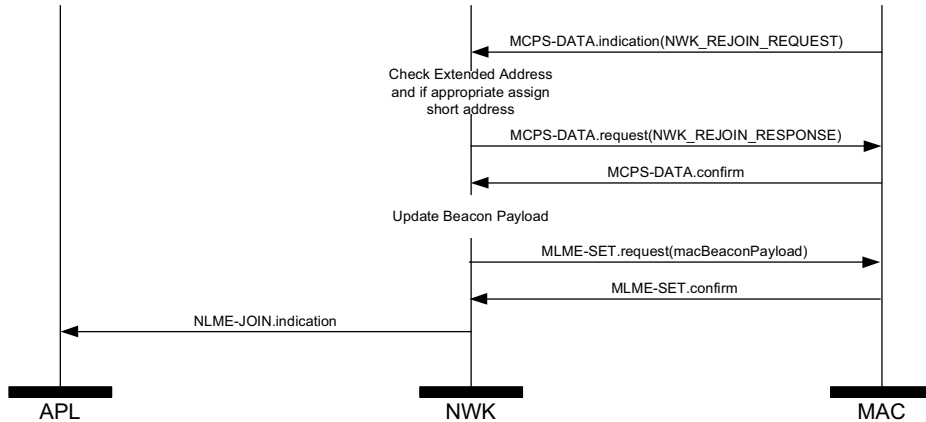 MCPS-DATA.indication(NWK_REJOIN_REQUEST)
Check Extended Address
and if appropriate assign
short address
MCPS-DATA.request(NWK_REJOIN_RESPONSE)
MCPS-DATA.confirm
Update Beacon Payload
MLME-SET.request(macBeaconPayload)
MLME-SET.confirm
NLME-JOIN.indication
APL
NWK
MAC